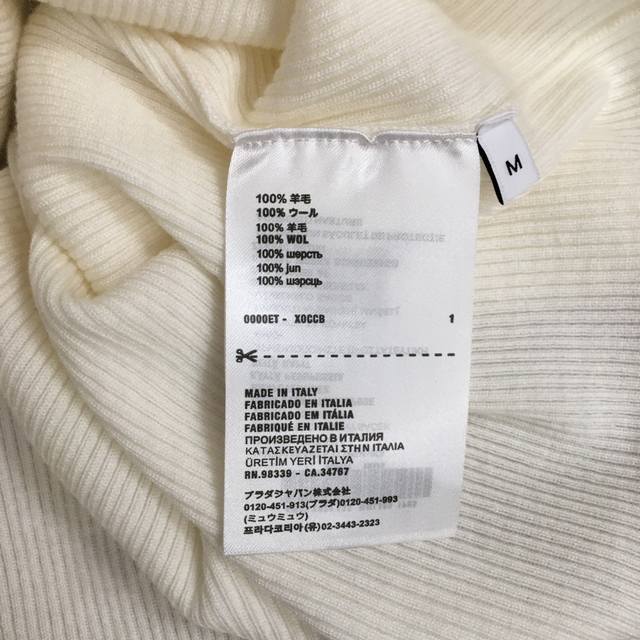 M
100% 羊毛
100% ウール
100% 羊毛
100% WOL
100% шерсть
100% jun
100% шэрсць
0000ET - X0CCB 1
MADE IN ITALY
FABRICADO EN ITALIA
FABRICADO EM ITÁLIA
FABRIQUÉ EN ITALIE
ПРОИЗВЕДЕНО В ИТАЛИЯ
ΚΑΤΑΣΚΕΥΑΖΕΤΑΙ ΣΤΗ Ν ΙΤΑΛΙΑ
ÜRETİM YERİ İTALYA
RN.98339 - CA.34767
プラダジャパン株式会社
0120-451-913(プラダ)0120-451-993
(ミュウミュウ)
프라다코리아(유)02-3443-2323